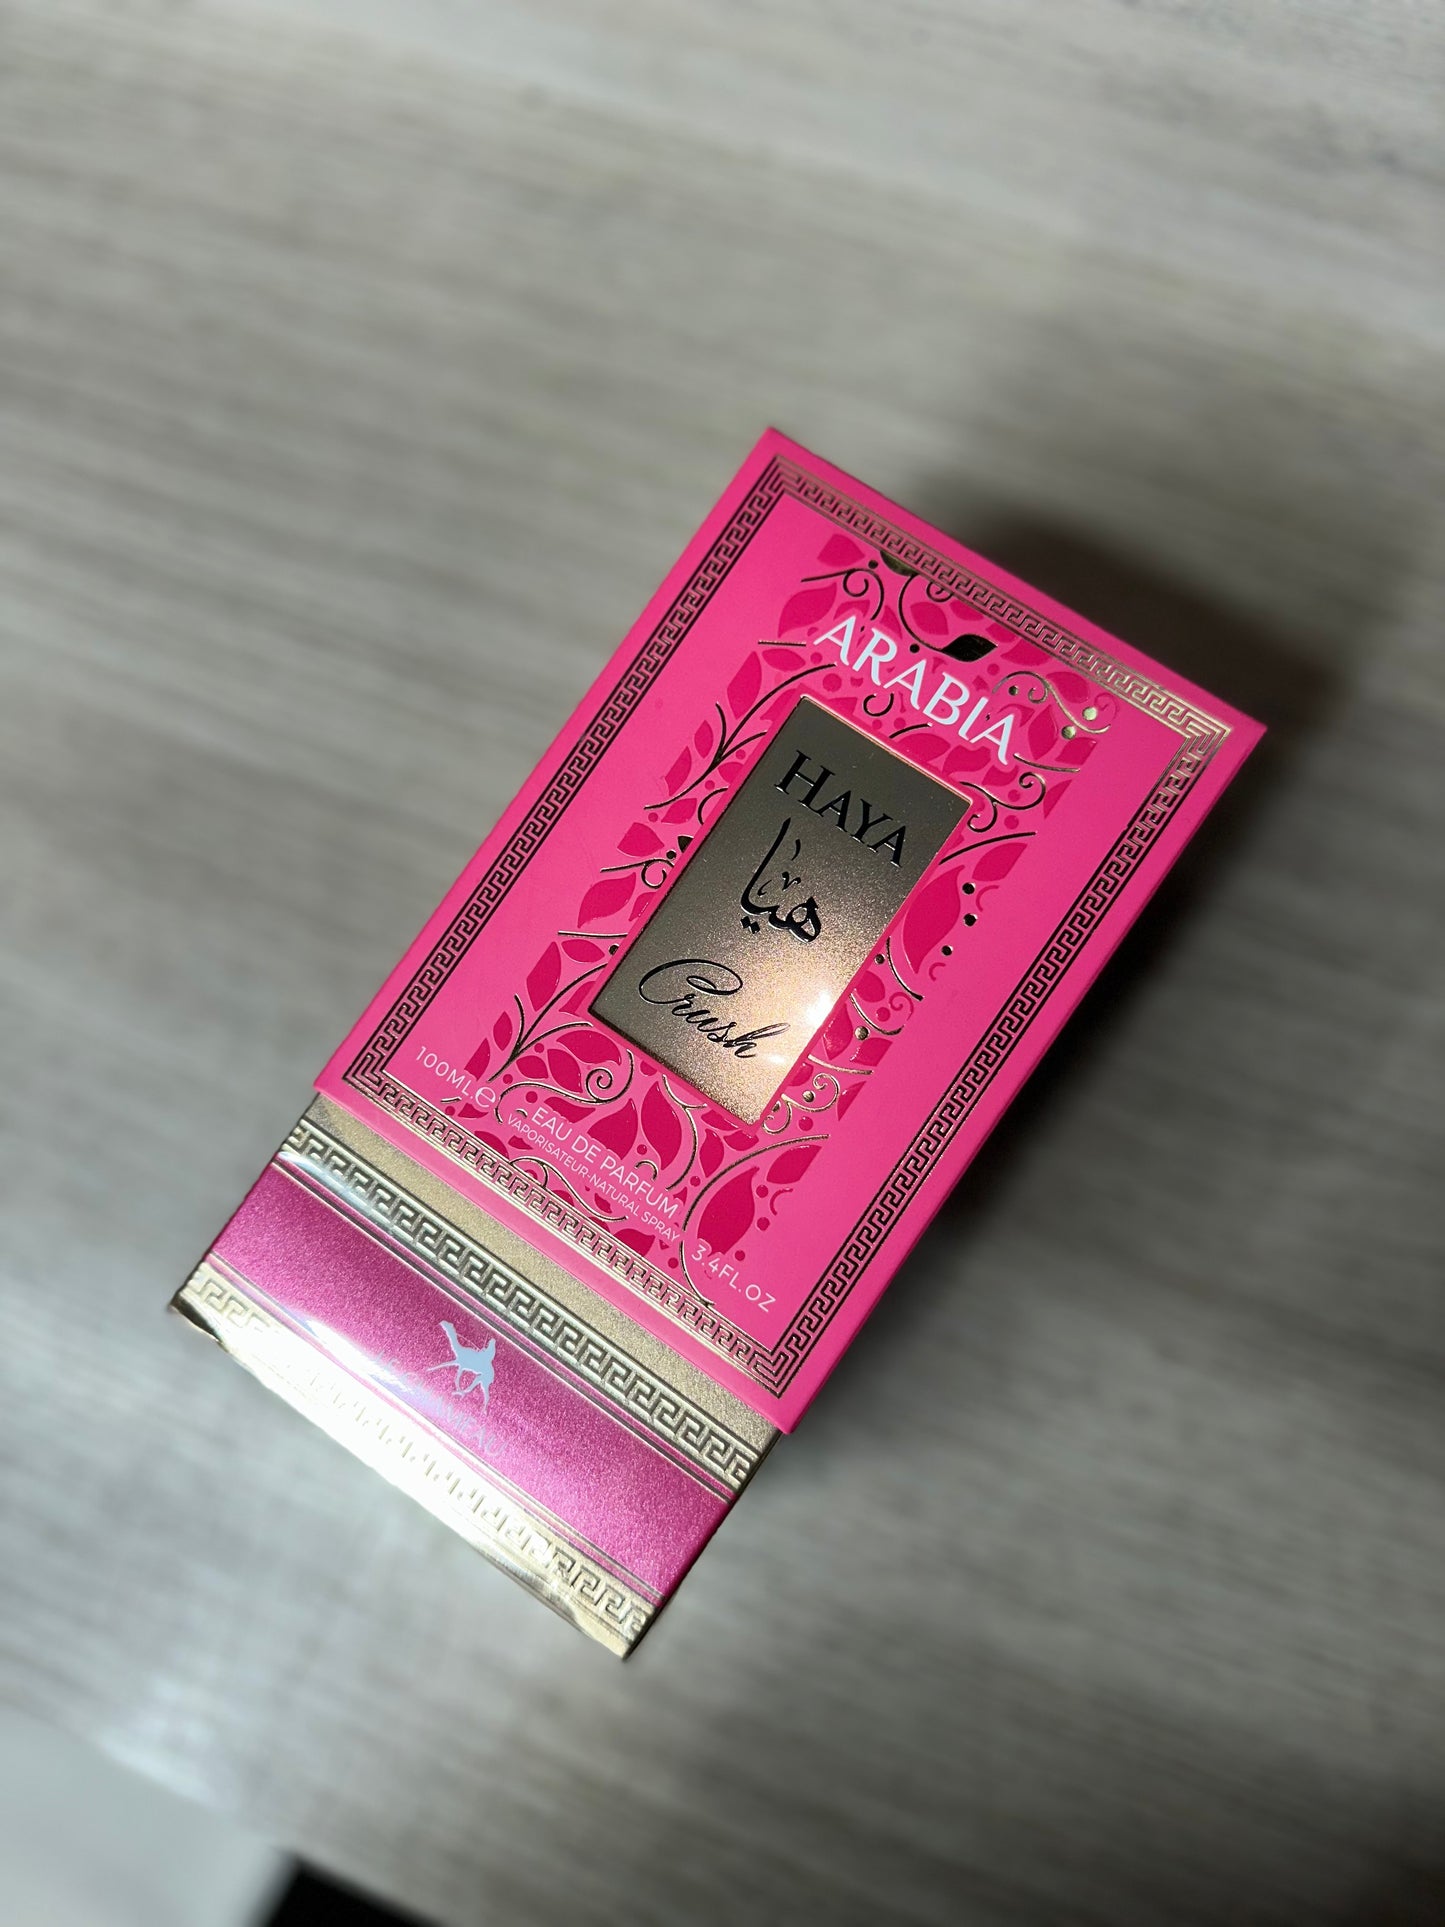 ARABIA
HAYA
هيا
Crush
100ML.e
EAU DE PARFUM
VAPORISATEUR-NATURAL SPRAY
3.4FL.OZ